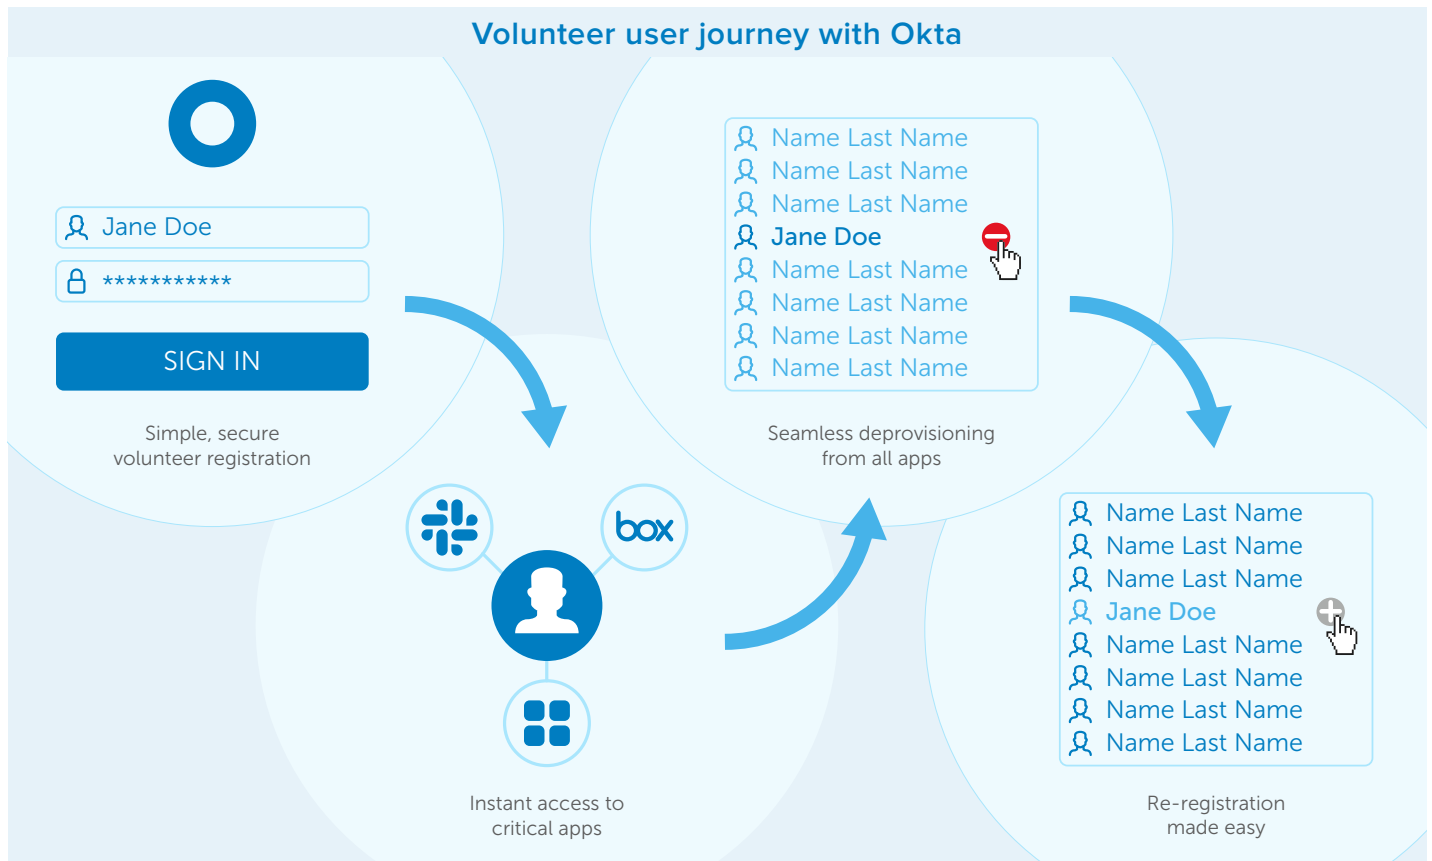 Volunteer user journey with Okta
Jane Doe
***********
SIGN IN
Simple, secure
volunteer registration
box
Instant access to
critical apps
Name Last Name
Name Last Name
Name Last Name
Jane Doe
Name Last Name
Name Last Name
Name Last Name
Name Last Name
Seamless deprovisioning
from all apps
Name Last Name
Name Last Name
Name Last Name
Jane Doe
Name Last Name
Name Last Name
Name Last Name
Name Last Name
Re-registration
made easy